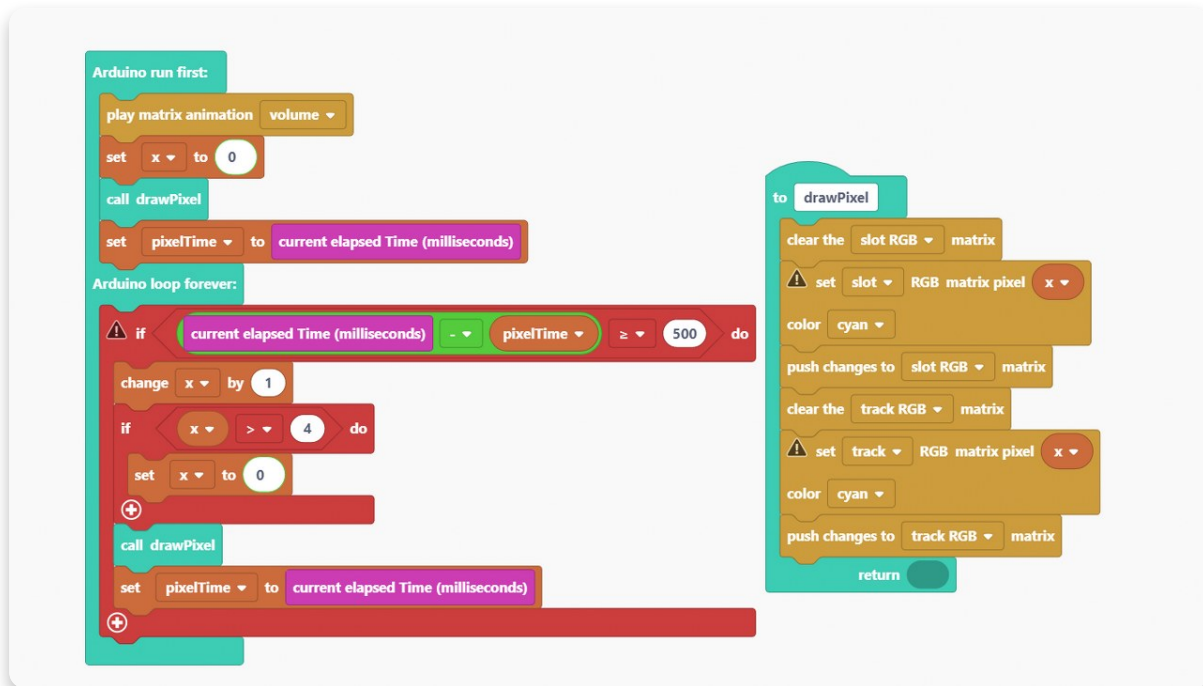 Arduino run first:
play matrix animation volume
set x to 0
call drawPixel
set pixelTime to current elapsed Time (milliseconds)
Arduino loop forever:
if current elapsed Time (milliseconds) - pixelTime ≥ 500 do
change x by 1
if x > 4 do
set x to 0
call drawPixel
set pixelTime to current elapsed Time (milliseconds)
to drawPixel
clear the slot RGB matrix
set slot RGB matrix pixel x
color cyan
push changes to slot RGB matrix
clear the track RGB matrix
set track RGB matrix pixel x
color cyan
push changes to track RGB matrix
return